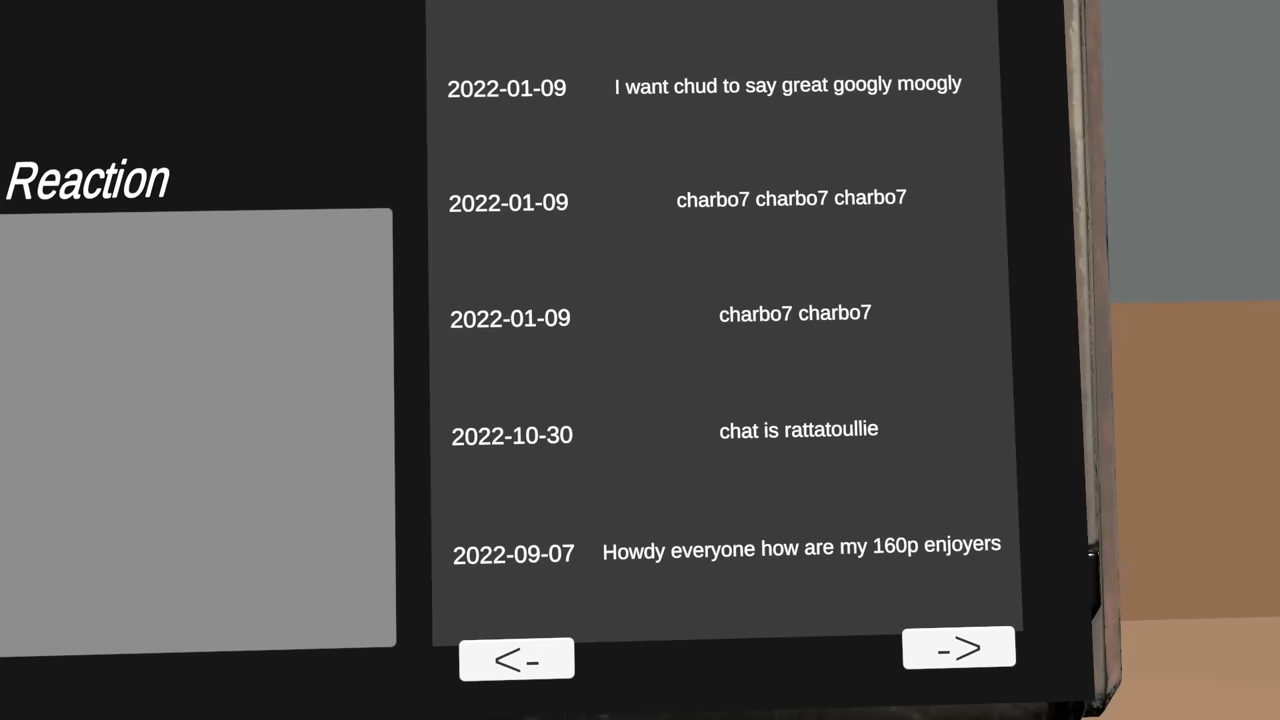 2022-01-09 I want chud to say great googly moogly
Reaction
2022-01-09 charbo7 charbo7 charbo7
2022-01-09 charbo7 charbo7
2022-10-30 chat is rattatoullie
2022-09-07 Howdy everyone how are my 160p enjoyers
<- ->